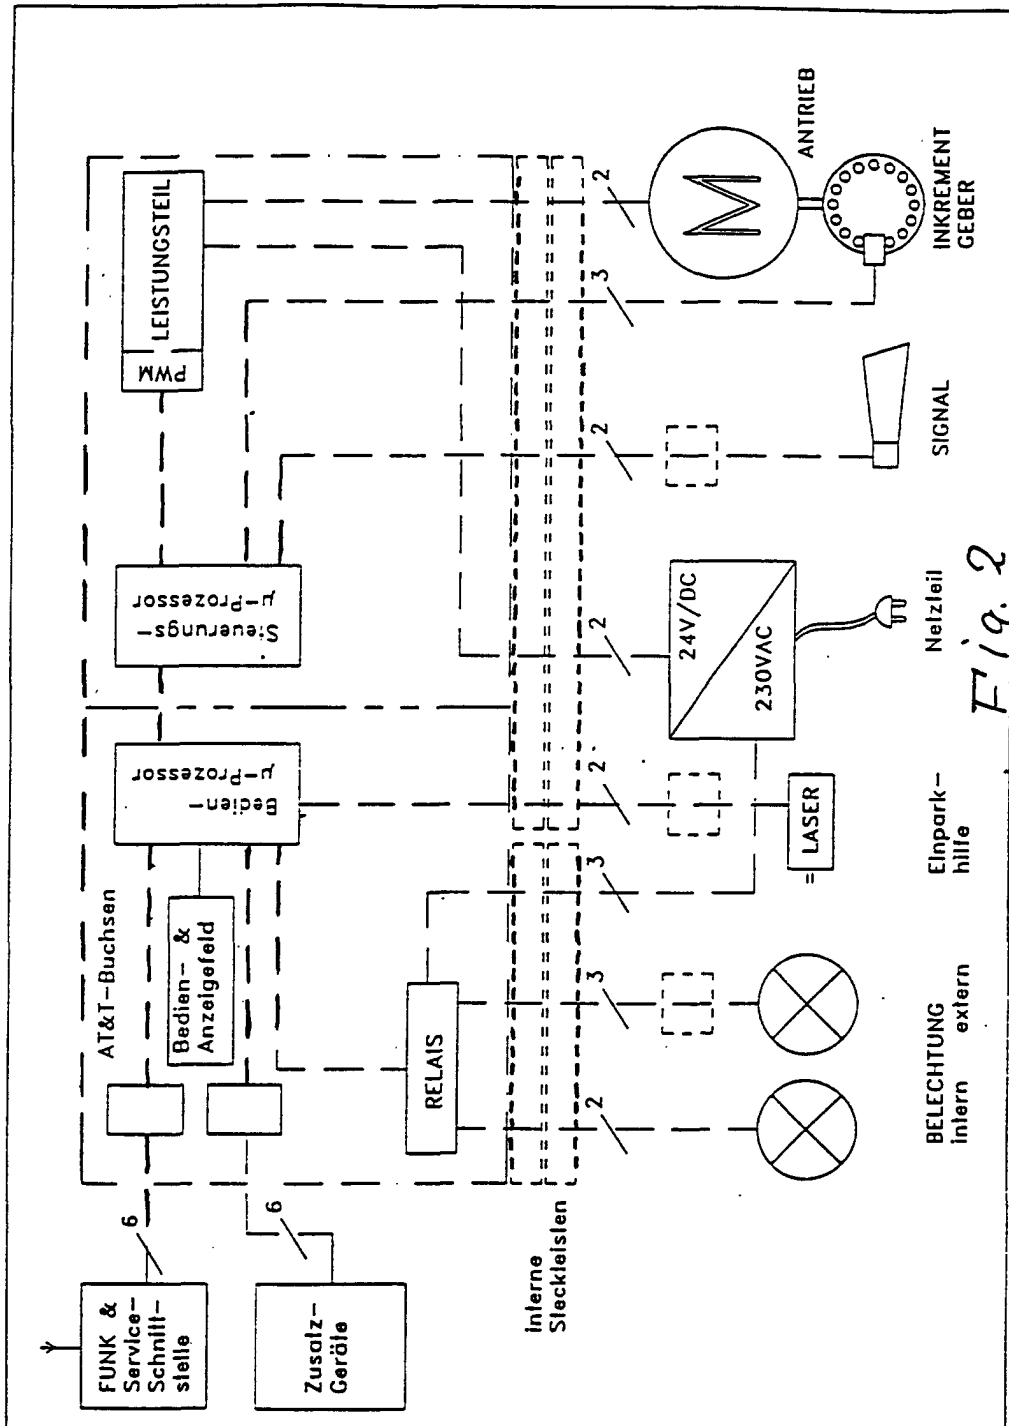 FUNK &
Service-
Schnitt-
stelle
6
AT&T-Buchsen
Bedien- &
Anzeigefeld
Bedien-
µ-Prozessor
Steuerungs-
µ-Prozessor
PWM
LEISTUNGSTEIL
Zusatz-
Geräte
6
RELAIS
interne
Steckleisten
2
3
3
2
2
2
3
2
24V/DC
230VAC
= LASER
M
ANTRIEB
BELECHTUNG
intern extern
Einpark-
hilfe
Netzteil
SIGNAL
INKREMENT
GEBER
Fig. 2